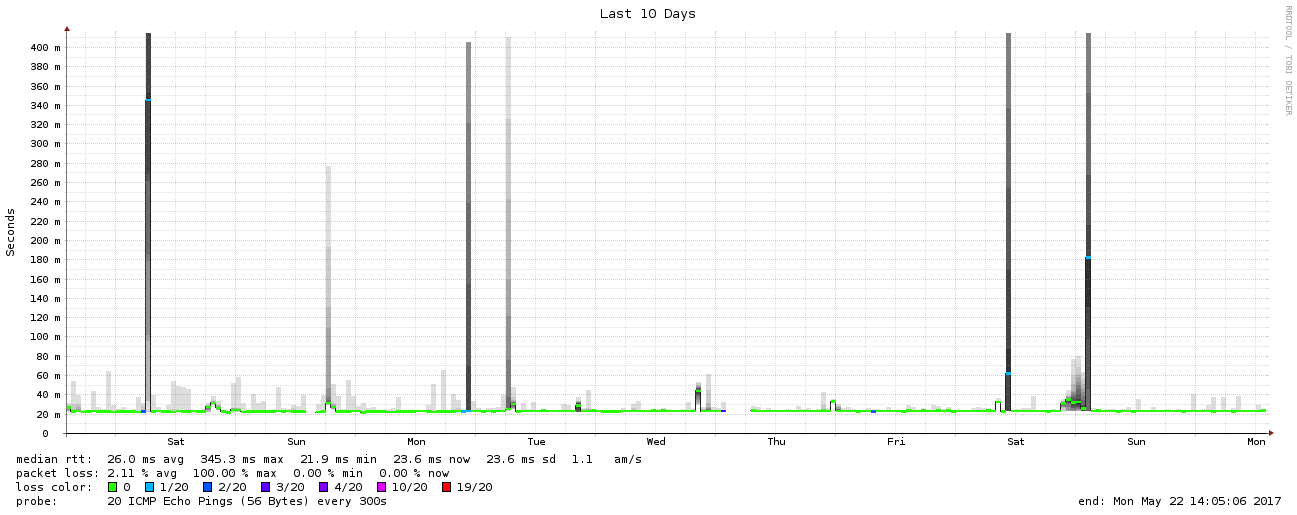 Last 10 Days
RRDTOOL / TOBI OETIKER
Seconds
400 m
380 m
360 m
340 m
320 m
300 m
280 m
260 m
240 m
220 m
200 m
180 m
160 m
140 m
120 m
100 m
80 m
60 m
40 m
20 m
0
Sat Sun Mon Tue Wed Thu Fri Sat Sun Mon
median rtt: 26.0 ms avg 345.3 ms max 21.9 ms min 23.6 ms now 23.6 ms sd 1.1 am/s
packet loss: 2.11 % avg 100.00 % max 0.00 % min 0.00 % now
loss color: 0 1/20 2/20 3/20 4/20 10/20 19/20
probe: 20 ICMP Echo Pings (56 Bytes) every 300s end: Mon May 22 14:05:06 2017